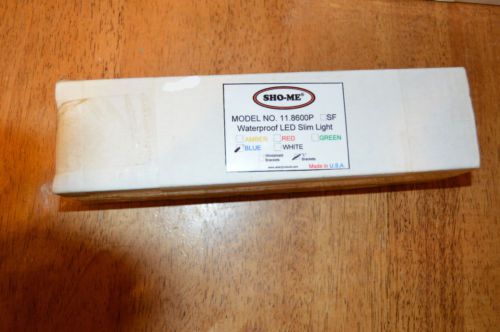 SHO-ME®
MODEL NO. 11.8600P SF
Waterproof LED Slim Light
AMBER RED GREEN
BLUE WHITE
Brackets "L" Brackets
Made in U.S.A.